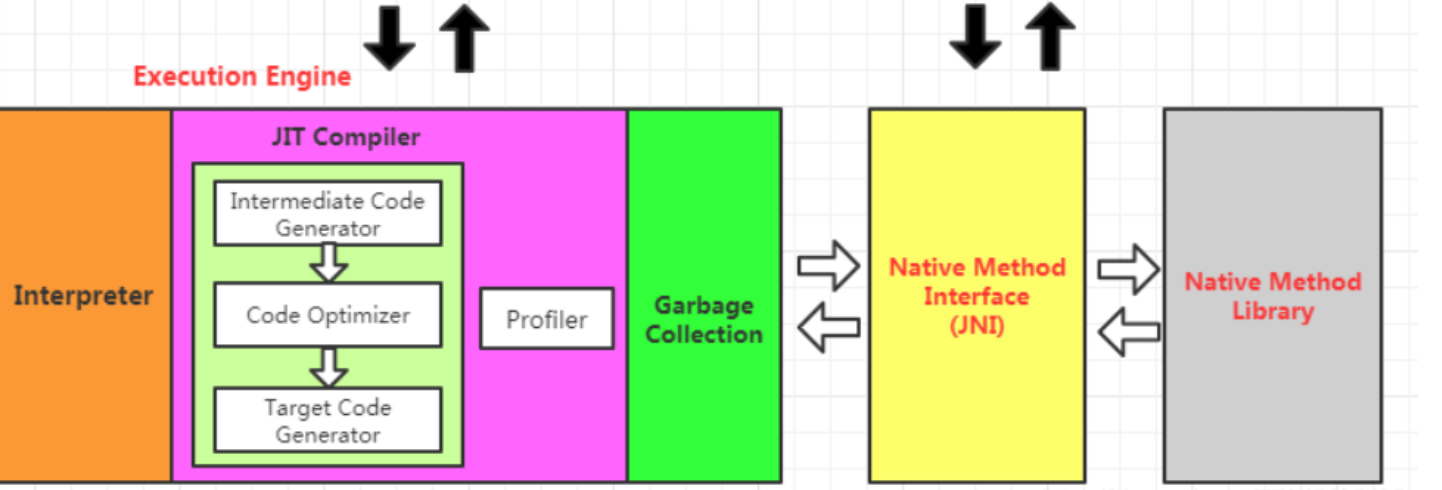 Execution Engine
JIT Compiler
Intermediate Code
Generator
Code Optimizer
Target Code
Generator
Interpreter
Profiler
Garbage
Collection
Native Method
Interface
(JNI)
Native Method
Library